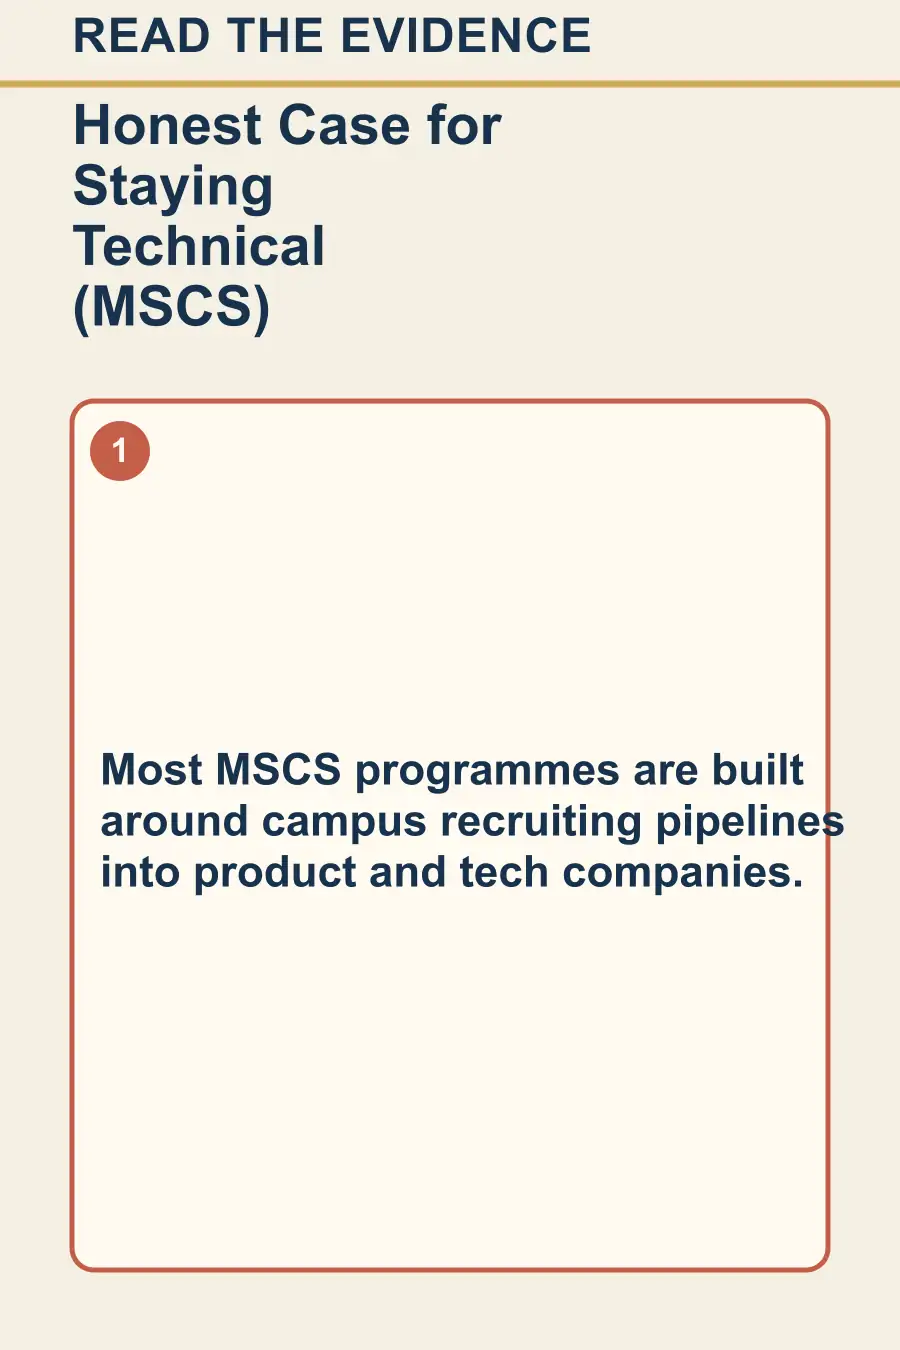 READ THE EVIDENCE
Honest Case for
Staying
Technical
(MSCS)
1
Most MSCS programmes are built
around campus recruiting pipelines
into product and tech companies.